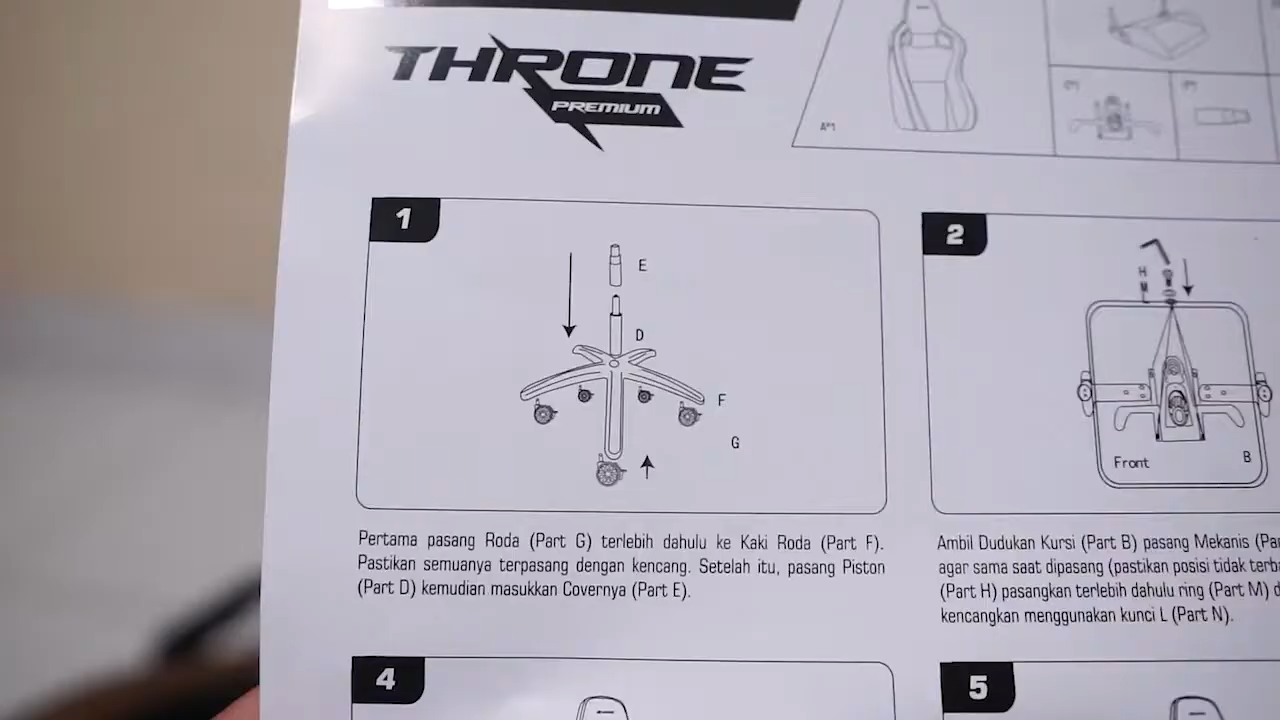 THRONE
PREMIUM
A*1
1
E
D
F
G
Pertama pasang Roda (Part G) terlebih dahulu ke Kaki Roda (Part F).
Pastikan semuanya terpasang dengan kencang. Setelah itu, pasang Piston
(Part D) kemudian masukkan Covernya (Part E).
2
H
M
L
Front
B
Ambil Dudukan Kursi (Part B) pasang Mekanis
agar sama saat dipasang (pastikan posisi tidak
(Part H) pasangkan terlebih dahulu ring (Part M)
kencangkan menggunakan kunci L (Part N).
4
5